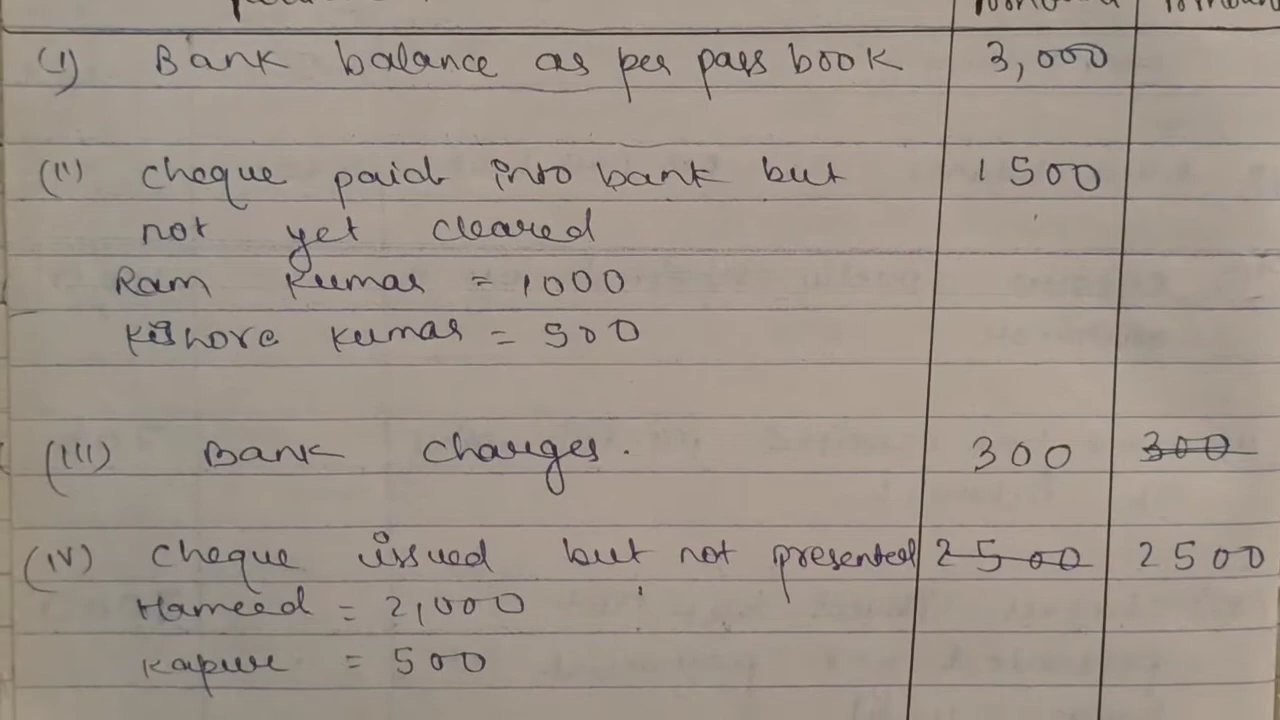 (I) Bank balance as per pass book 3,000
(II) cheque paid into bank but 1500
not yet cleared
Ram Kumar = 1000
Kishore Kumar = 500
(III) Bank charges. 300 300
(IV) cheque issued but not presented 2500 2500
Hameed = 2,000
Kapur = 500